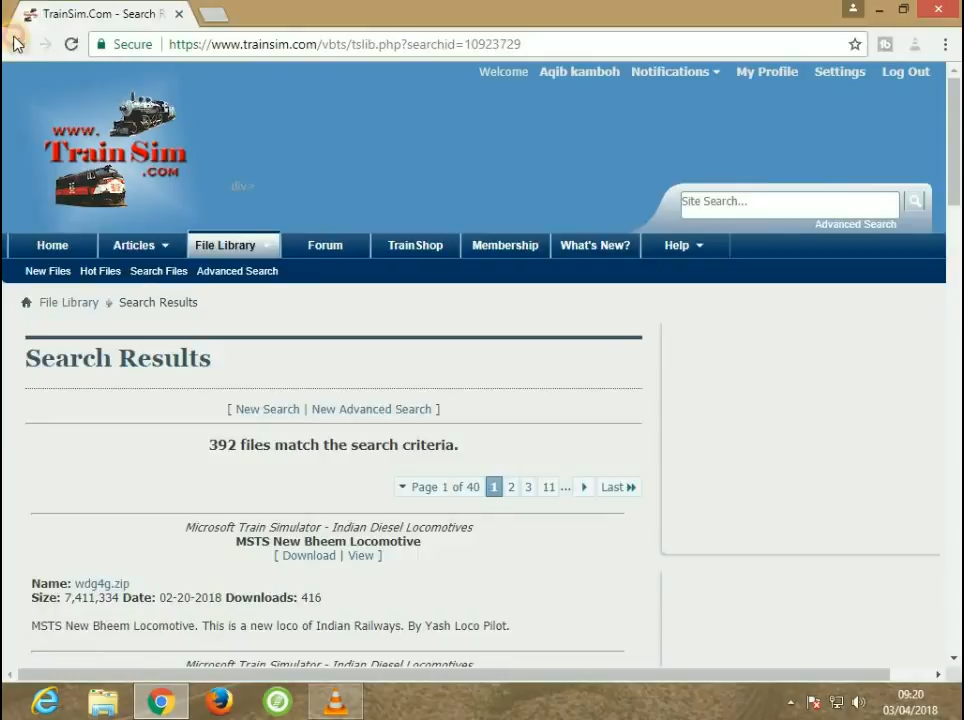 TrainSim.Com - Search R
Secure
https://www.trainsim.com/vbts/tslib.php?searchid=10923729
Welcome Aqib kamboh Notifications My Profile Settings Log Out
www.
TrainSim
.COM
div>
Site Search...
Advanced Search
Home Articles File Library Forum TrainShop Membership What's New? Help
New Files Hot Files Search Files Advanced Search
File Library Search Results
Search Results
[ New Search | New Advanced Search ]
392 files match the search criteria.
Page 1 of 40 1 2 3 11 ... Last
Microsoft Train Simulator - Indian Diesel Locomotives
MSTS New Bheem Locomotive
[ Download | View ]
Name: wdg4g.zip
Size: 7,411,334 Date: 02-20-2018 Downloads: 416
MSTS New Bheem Locomotive. This is a new loco of Indian Railways. By Yash Loco Pilot.
Microsoft Train Simulator - Indian Diesel Locomotives
09:20
03/04/2018